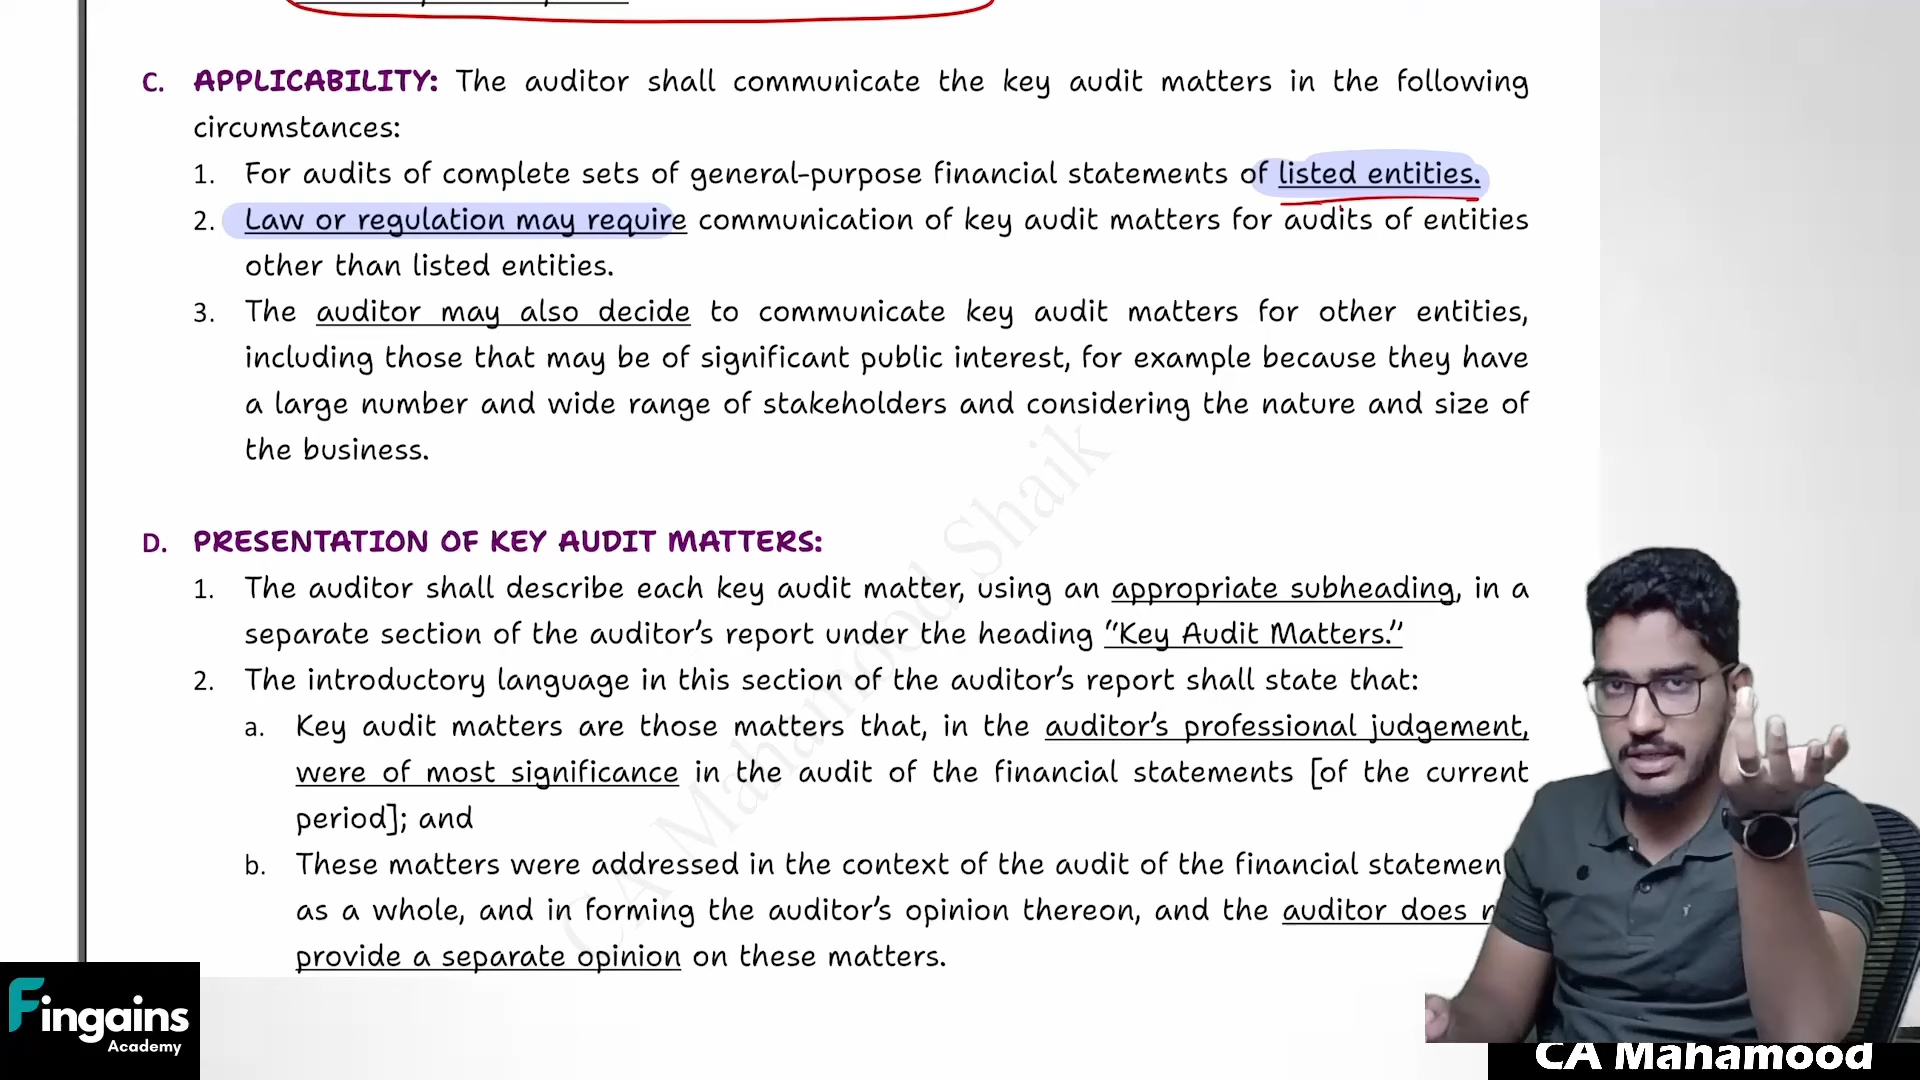 C. APPLICABILITY: The auditor shall communicate the key audit matters in the following
circumstances:
1. For audits of complete sets of general-purpose financial statements of listed entities.
2. Law or regulation may require communication of key audit matters for audits of entities
other than listed entities.
3. The auditor may also decide to communicate key audit matters for other entities,
including those that may be of significant public interest, for example because they have
a large number and wide range of stakeholders and considering the nature and size of
the business.
D. PRESENTATION OF KEY AUDIT MATTERS:
1. The auditor shall describe each key audit matter, using an appropriate subheading, in a
separate section of the auditor's report under the heading "Key Audit Matters."
2. The introductory language in this section of the auditor's report shall state that:
a. Key audit matters are those matters that, in the auditor's professional judgement,
were of most significance in the audit of the financial statements [of the current
period]; and
b. These matters were addressed in the context of the audit of the financial
as a whole, and in forming the auditor's opinion thereon, and the auditor does
provide a separate opinion on these matters.
CA Mahamood Shaik
Fingains
Academy
CA Mahamood